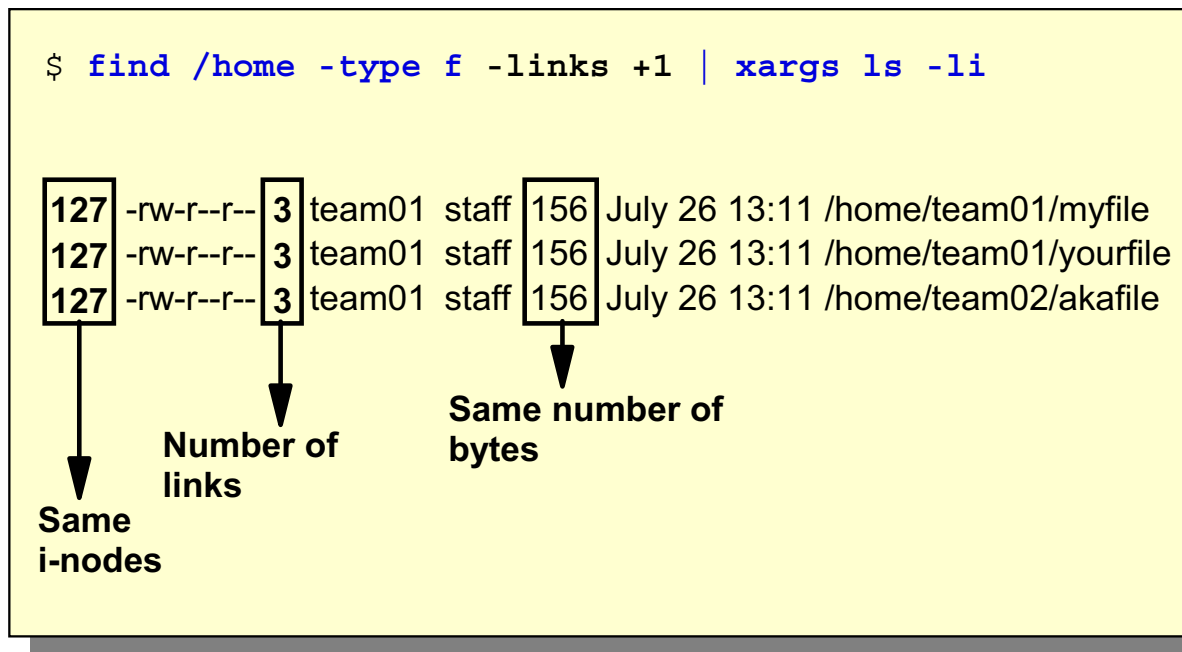 $ find /home -type f -links +1 | xargs ls -li
127 -rw-r--r-- 3 team01 staff 156 July 26 13:11 /home/team01/myfile
127 -rw-r--r-- 3 team01 staff 156 July 26 13:11 /home/team01/yourfile
127 -rw-r--r-- 3 team01 staff 156 July 26 13:11 /home/team02/akafile
Same number of
bytes
Number of
links
Same
i-nodes